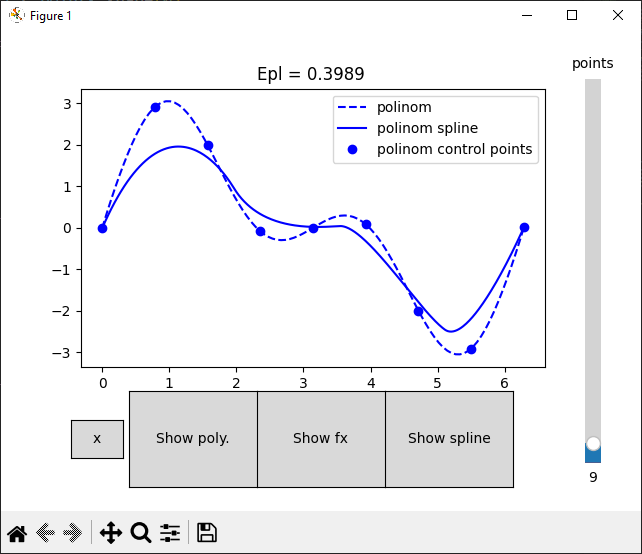 Figure 1
points
Epl = 0.3989
polinom
polinom spline
polinom control points
3
2
1
0
−1
−2
−3
0 1 2 3 4 5 6
x Show poly. Show fx Show spline
9